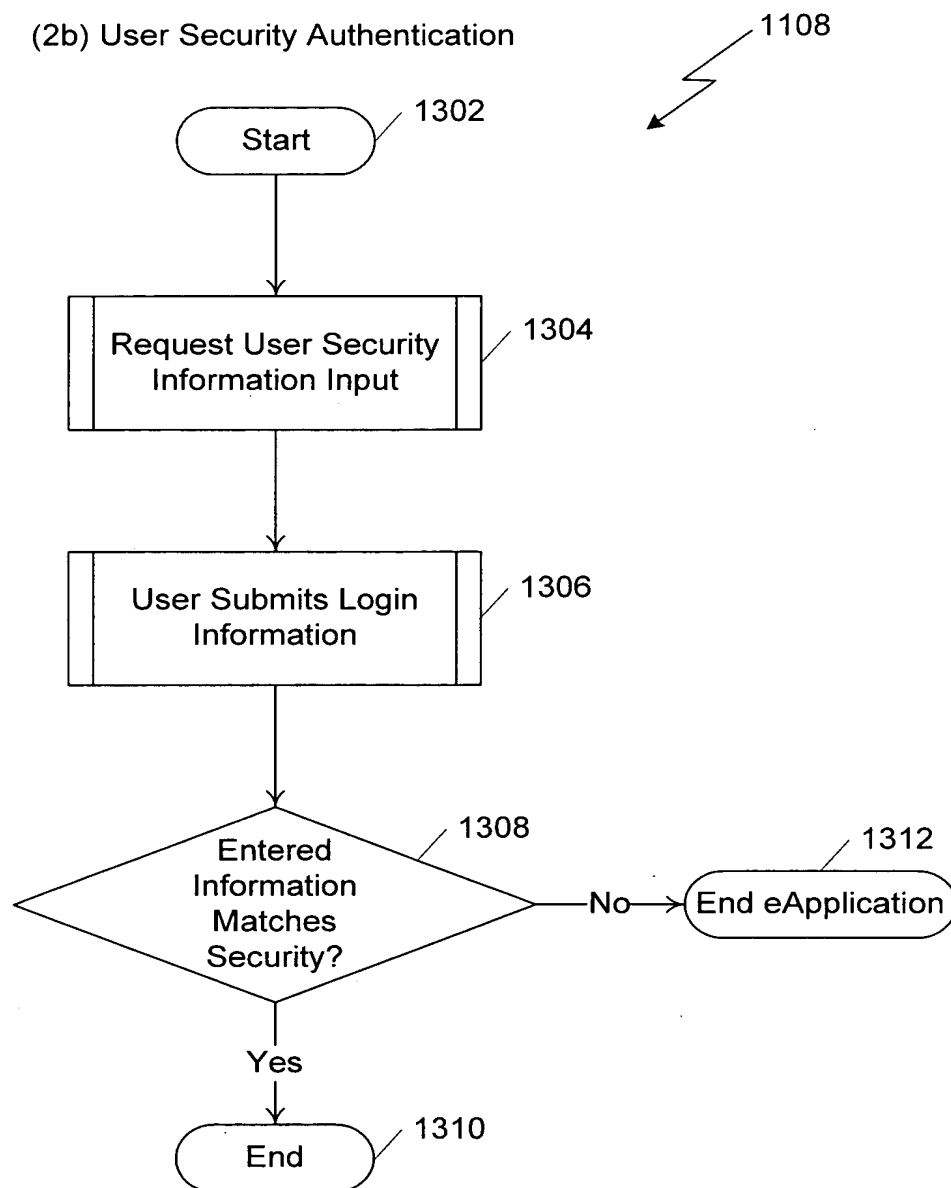 (2b) User Security Authentication
1108
1302
Start
1304
Request User Security
Information Input
1306
User Submits Login
Information
1308
Entered
Information
Matches
Security?
No
1312
End eApplication
Yes
1310
End